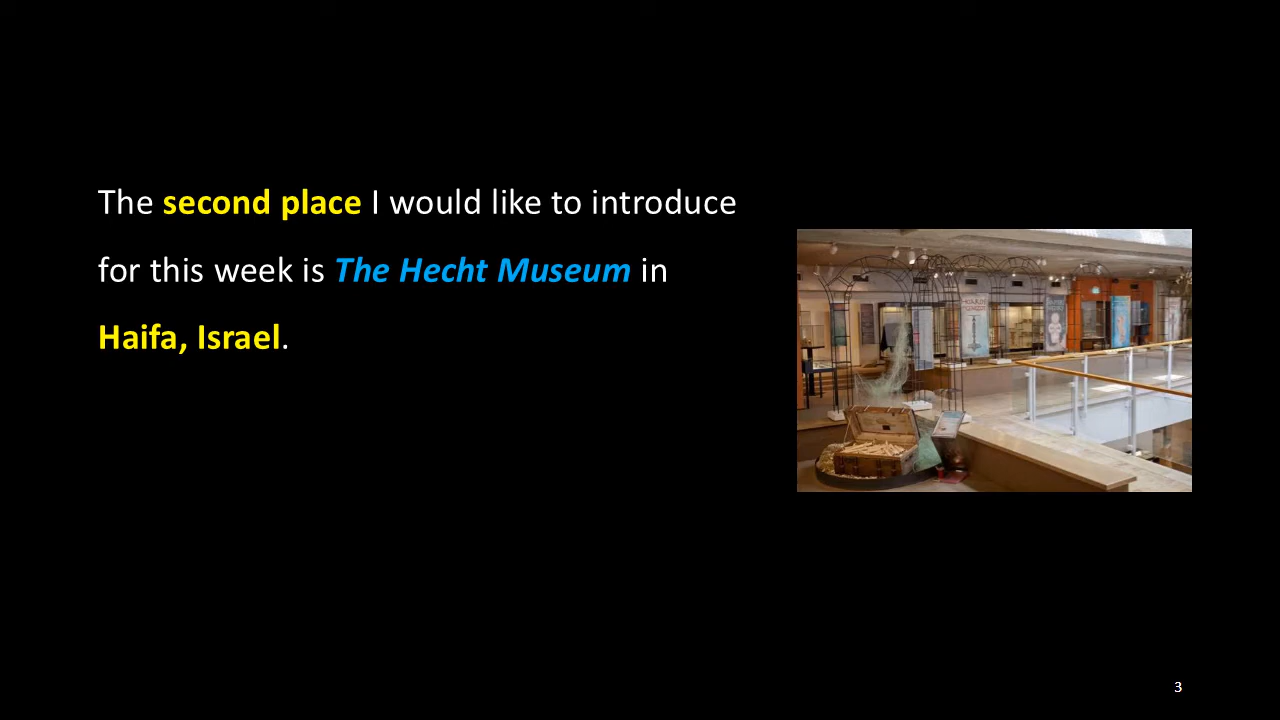 The second place I would like to introduce
for this week is The Hecht Museum in
Haifa, Israel.
3